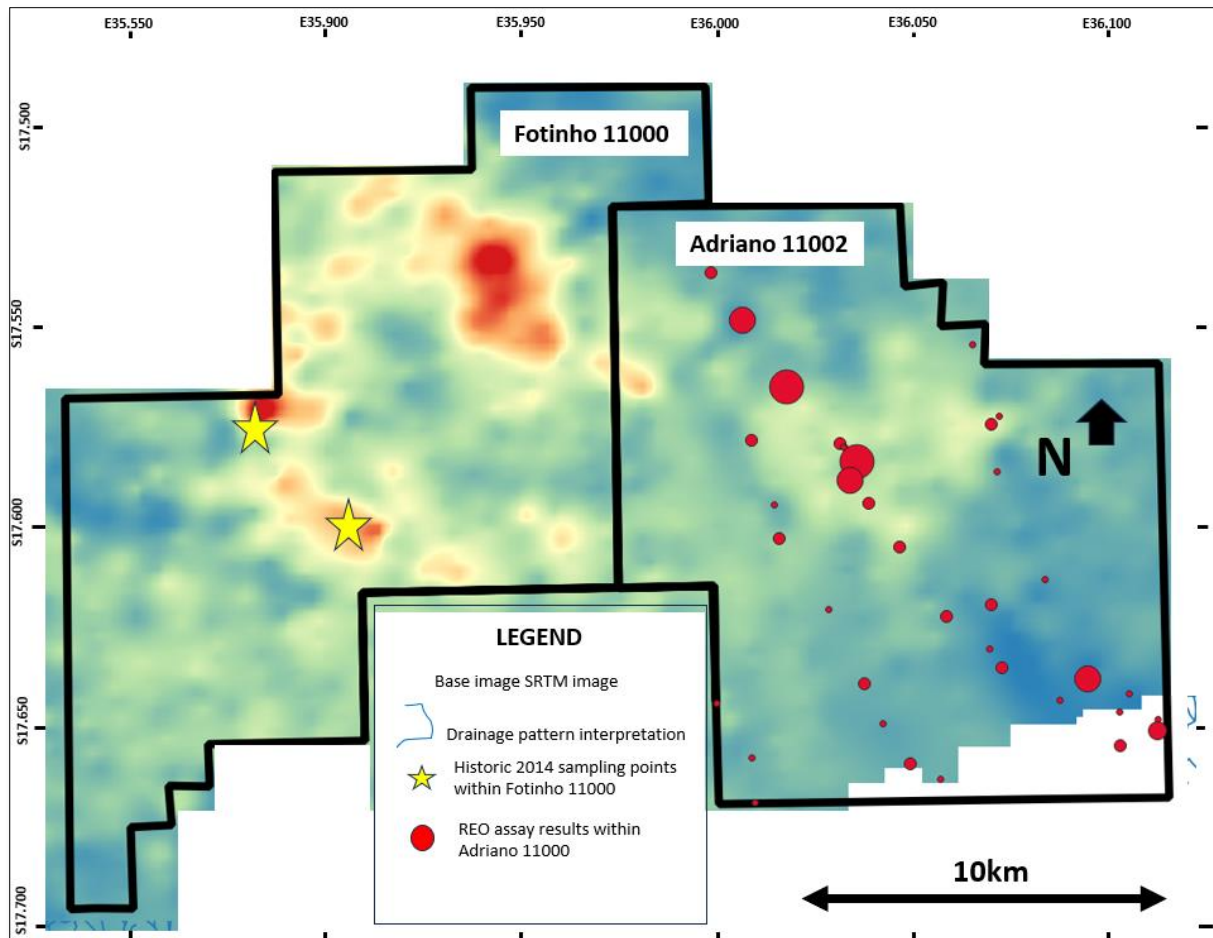 E35.550 E35.900 E35.950 E36.000 E36.050 E36.100
S17.500
S17.550
S17.600
S17.650
S17.700
Fotinho 11000
Adriano 11002
N
LEGEND
Base image SRTM image
Drainage pattern interpretation
Historic 2014 sampling points
within Fotinho 11000
REO assay results within
Adriano 11000
10km